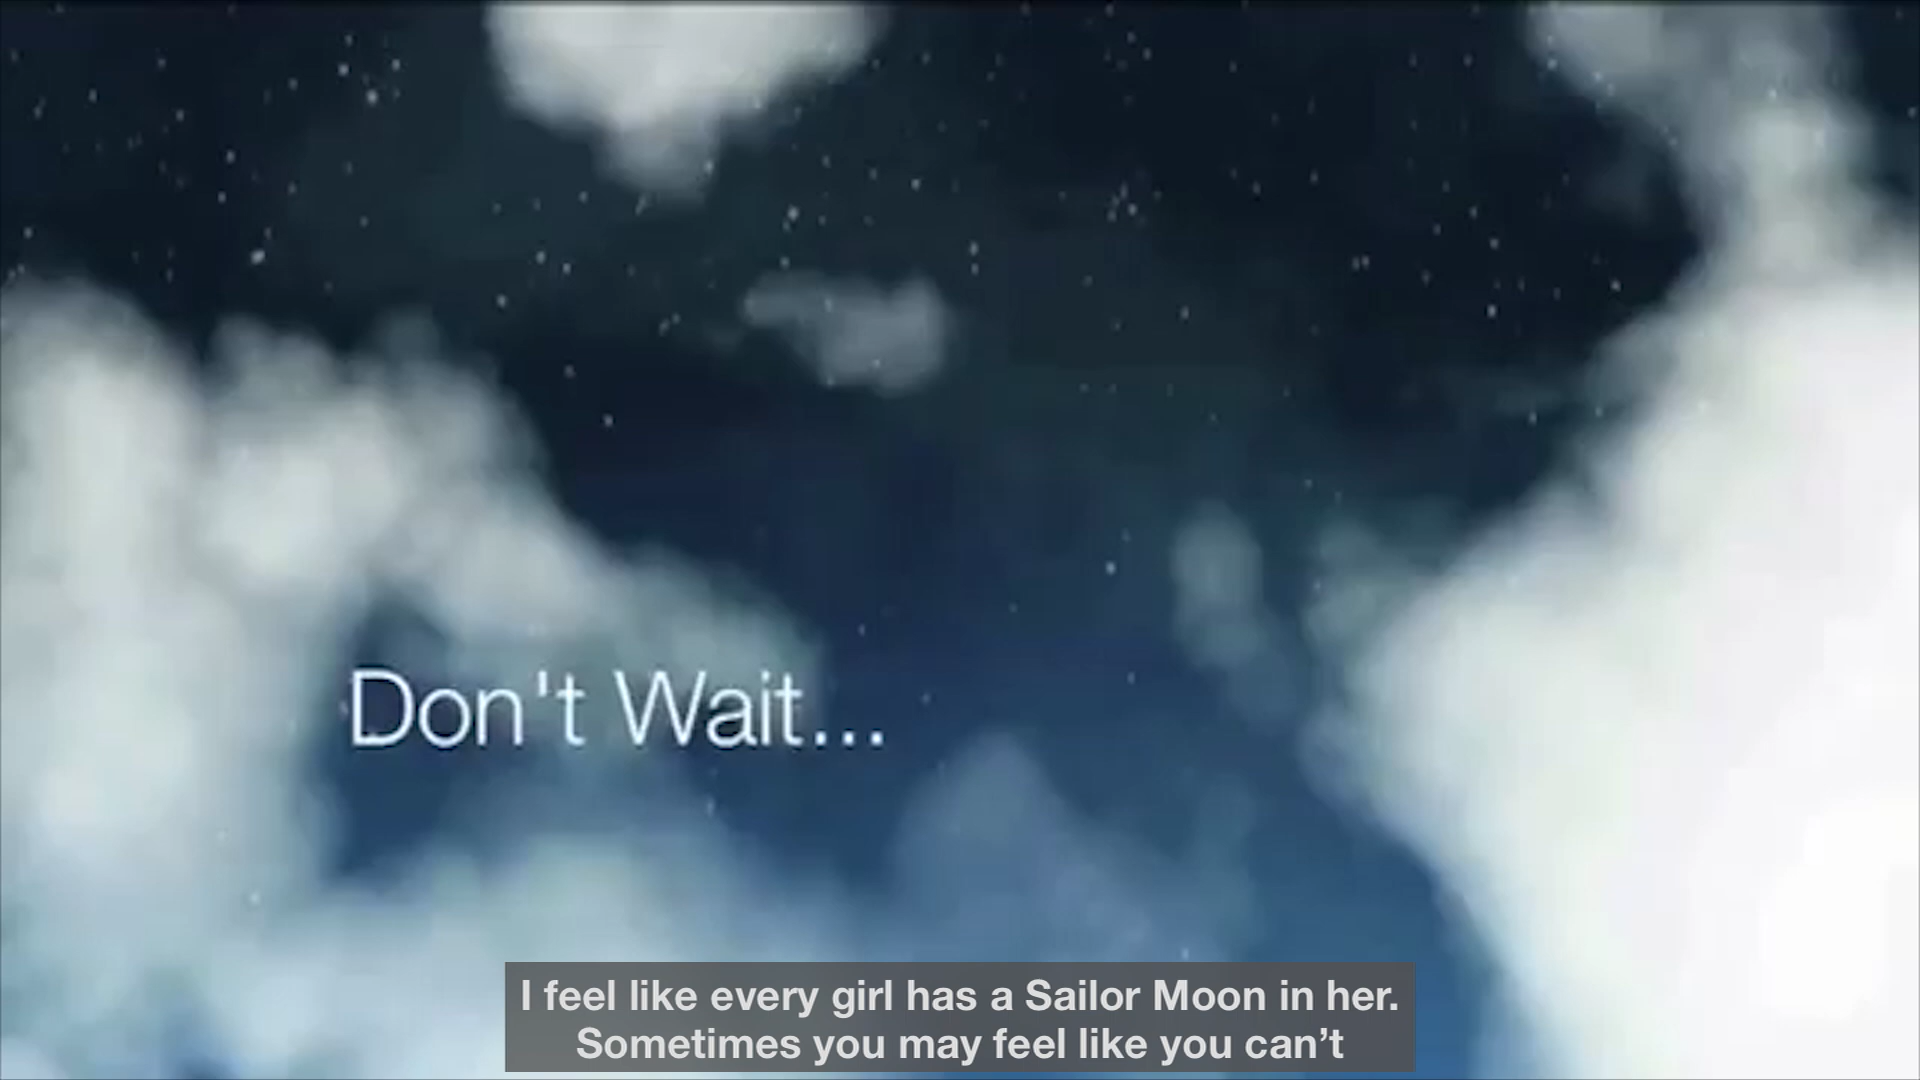 Don't Wait...
I feel like every girl has a Sailor Moon in her.
Sometimes you may feel like you can’t